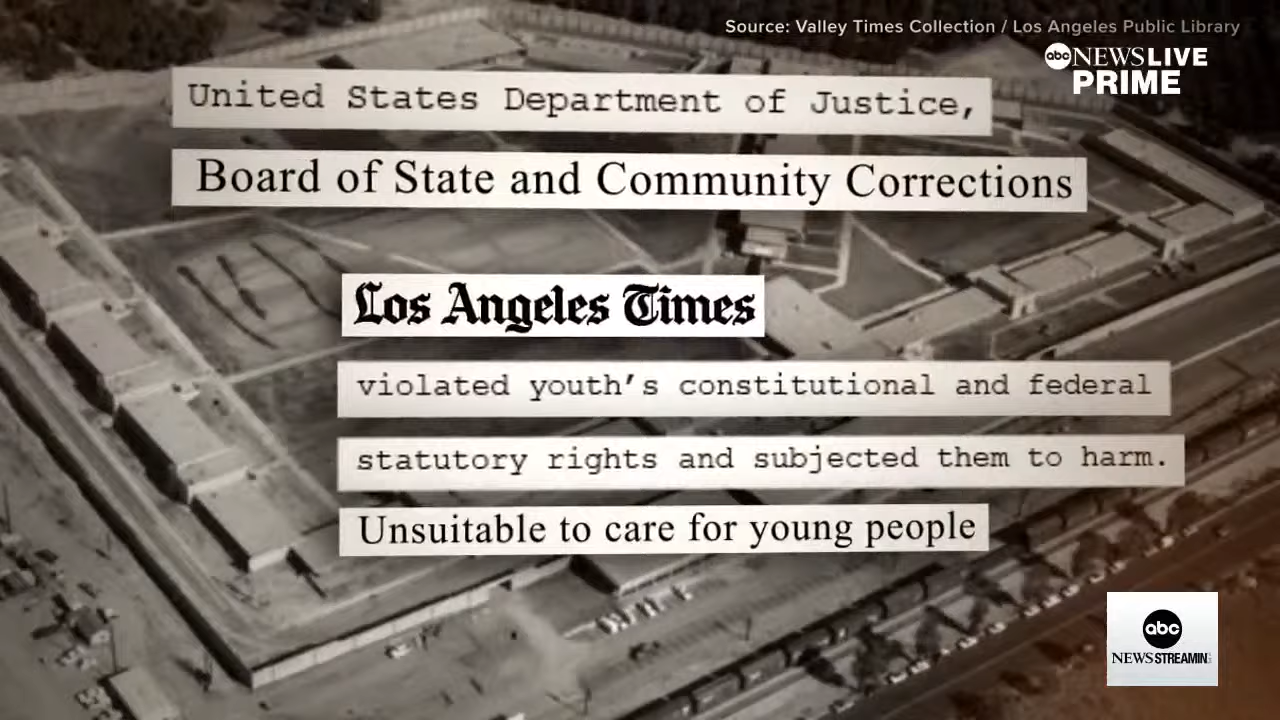 Source: Valley Times Collection / Los Angeles Public Library
abc NEWS LIVE
PRIME
United States Department of Justice,
Board of State and Community Corrections
Los Angeles Times
violated youth’s constitutional and federal
statutory rights and subjected them to harm.
Unsuitable to care for young people
abc
NEWS STREAMIN